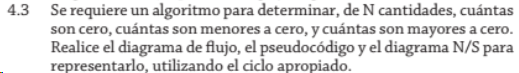 4.3 Se requiere un algoritmo para determinar, de N cantidades, cuántas
son cero, cuántas son menores a cero, y cuántas son mayores a cero.
Realice el diagrama de flujo, el pseudocódigo y el diagrama N/S para
representarlo, utilizando el ciclo apropiado.